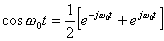 cos ω₀t = 1/2[e^{-jω₀t} + e^{jω₀t}]